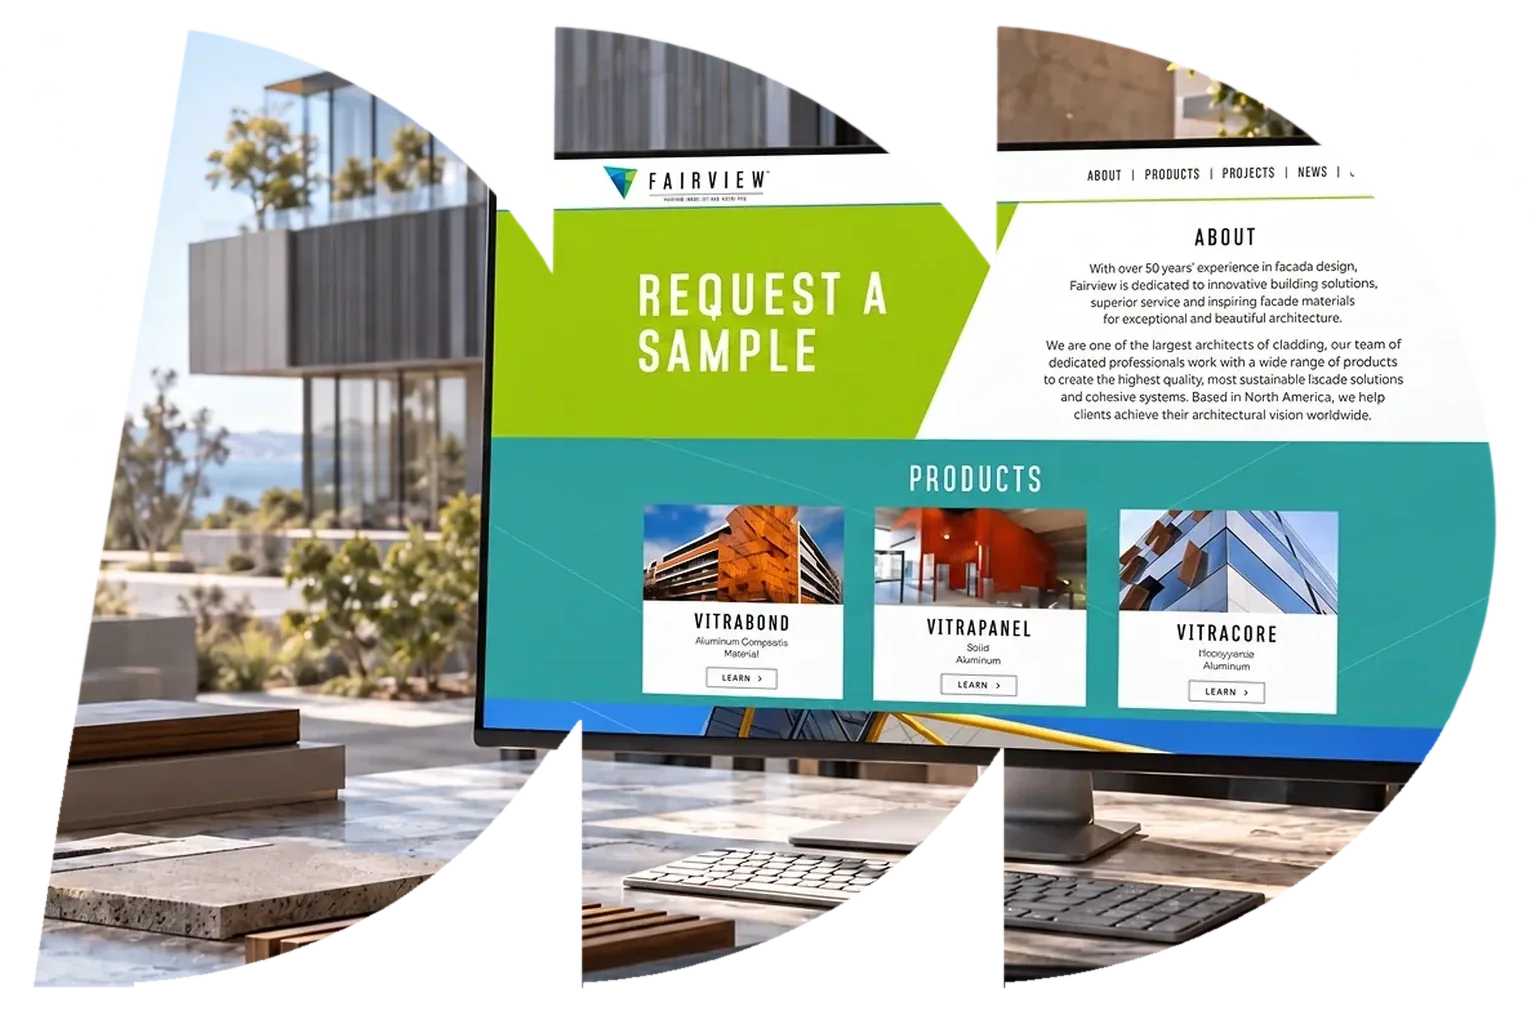 FAIRVIEW
ABOUT | PRODUCTS | PROJECTS | NEWS |
REQUEST A
SAMPLE
ABOUT
With over 50 years' experience in facada design,
Fairview is dedicated to innovative building solutions,
superior service and inspiring facade materials
for exceptional and beautiful architecture.
We are one of the largest architects of cladding, our team of
dedicated professionals work with a wide range of products
to create the highest quality, most sustainable solutions
and cohesive systems. Based in North America, we help
clients achieve their architectural vision worldwide.
PRODUCTS
VITRABOND
Aluminum
Material
LEARN >
VITRAPANEL
Solid
Aluminum
LEARN >
VITRACORE
Aluminum
LEARN >